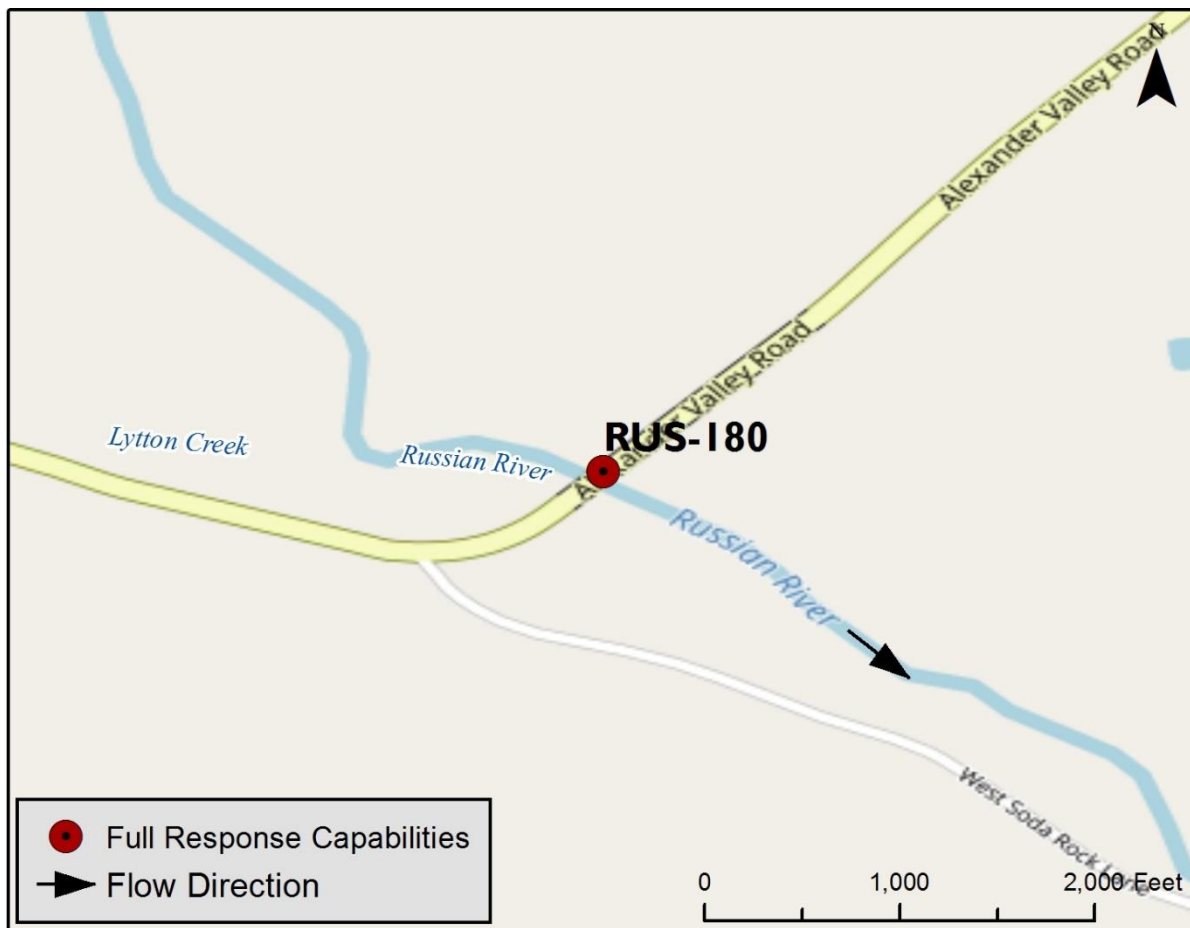 N
Alexander Valley Road
Alexander Valley Road
RUS-180
Lytton Creek
Russian River
Russian River
West Soda Rock Lane
Full Response Capabilities
Flow Direction
0 1,000 2,000 Feet